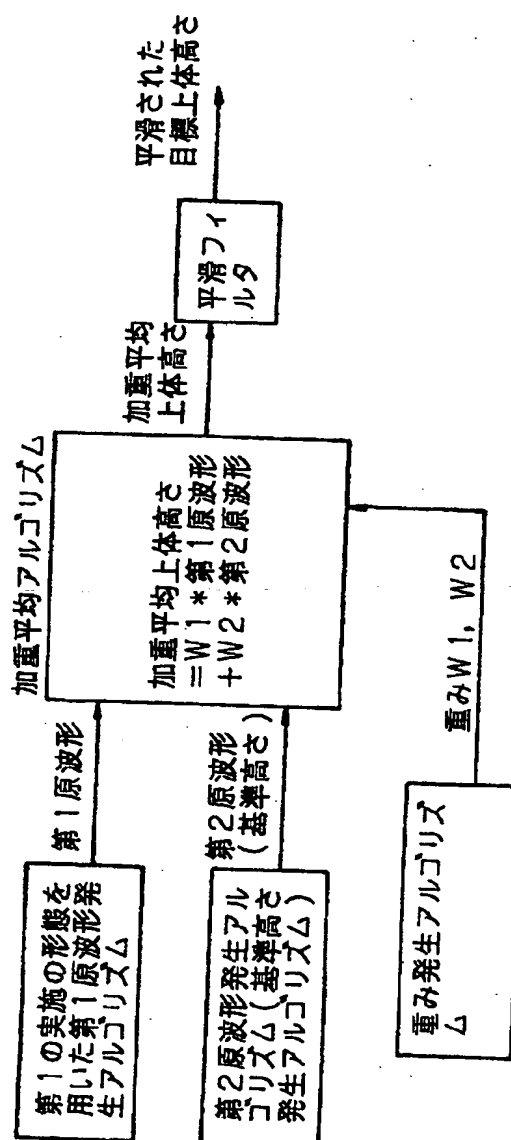 第1の実施の形態を
用いた第1原波形発
生アルゴリズム
第1原波形
第2原波形発生アル
ゴリズム(基準高さ
発生アルゴリズム)
第2原波形
(基準高さ)
重み発生アルゴリズ
ム
重みW1, W2
加重平均アルゴリズム
加重平均上体高さ
=W1*第1原波形
+W2*第2原波形
加重平均
上体高さ
平滑フィ
ルタ
平滑された
目標上体高さ